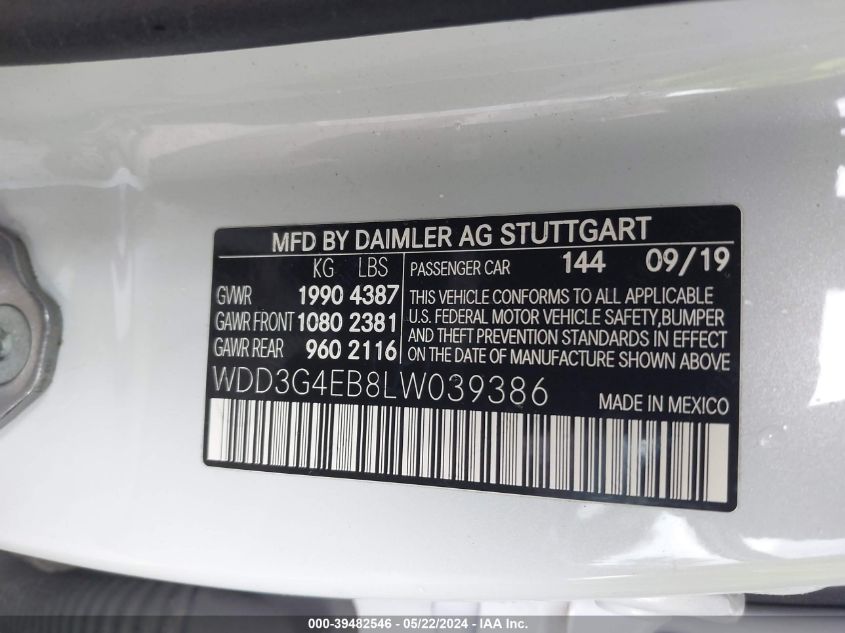 MFD BY DAIMLER AG STUTTGART
KG LBS
GVWR 1990 4387
GAWR FRONT 1080 2381
GAWR REAR 960 2116
PASSENGER CAR 144 09/19
THIS VEHICLE CONFORMS TO ALL APPLICABLE
U.S. FEDERAL MOTOR VEHICLE SAFETY,BUMPER
AND THEFT PREVENTION STANDARDS IN EFFECT
ON THE DATE OF MANUFACTURE SHOWN ABOVE
WDD3G4EB8LW039386
MADE IN MEXICO
000-39482546 - 05/22/2024 - IAA Inc.